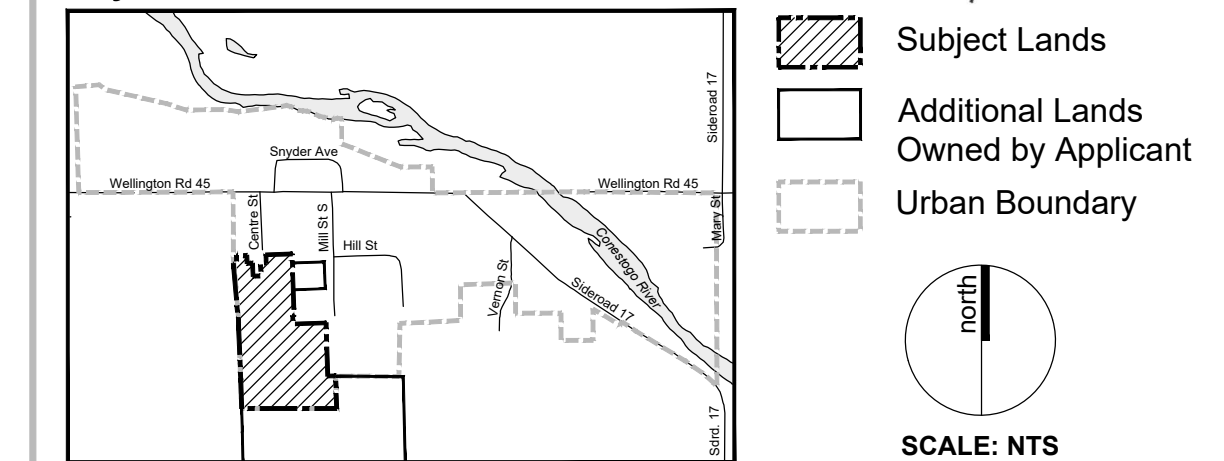 Sideroad 17
Snyder Ave
Wellington Rd 45
Wellington Rd 45
Centre St
Mill St S
Hill St
Mary St
Conestogo River
Vernon St
Sideroad 17
Sdrd. 17
Subject Lands
Additional Lands
Owned by Applicant
Urban Boundary
north
SCALE: NTS